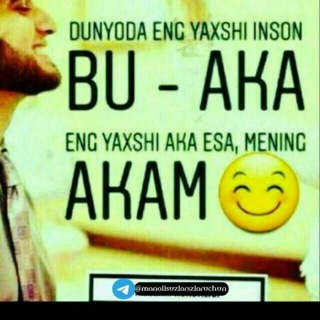 DUNYODA ENG YAXSHI INSON
BU - AKA
ENG YAXSHI AKA ESA, MENING
AKAM